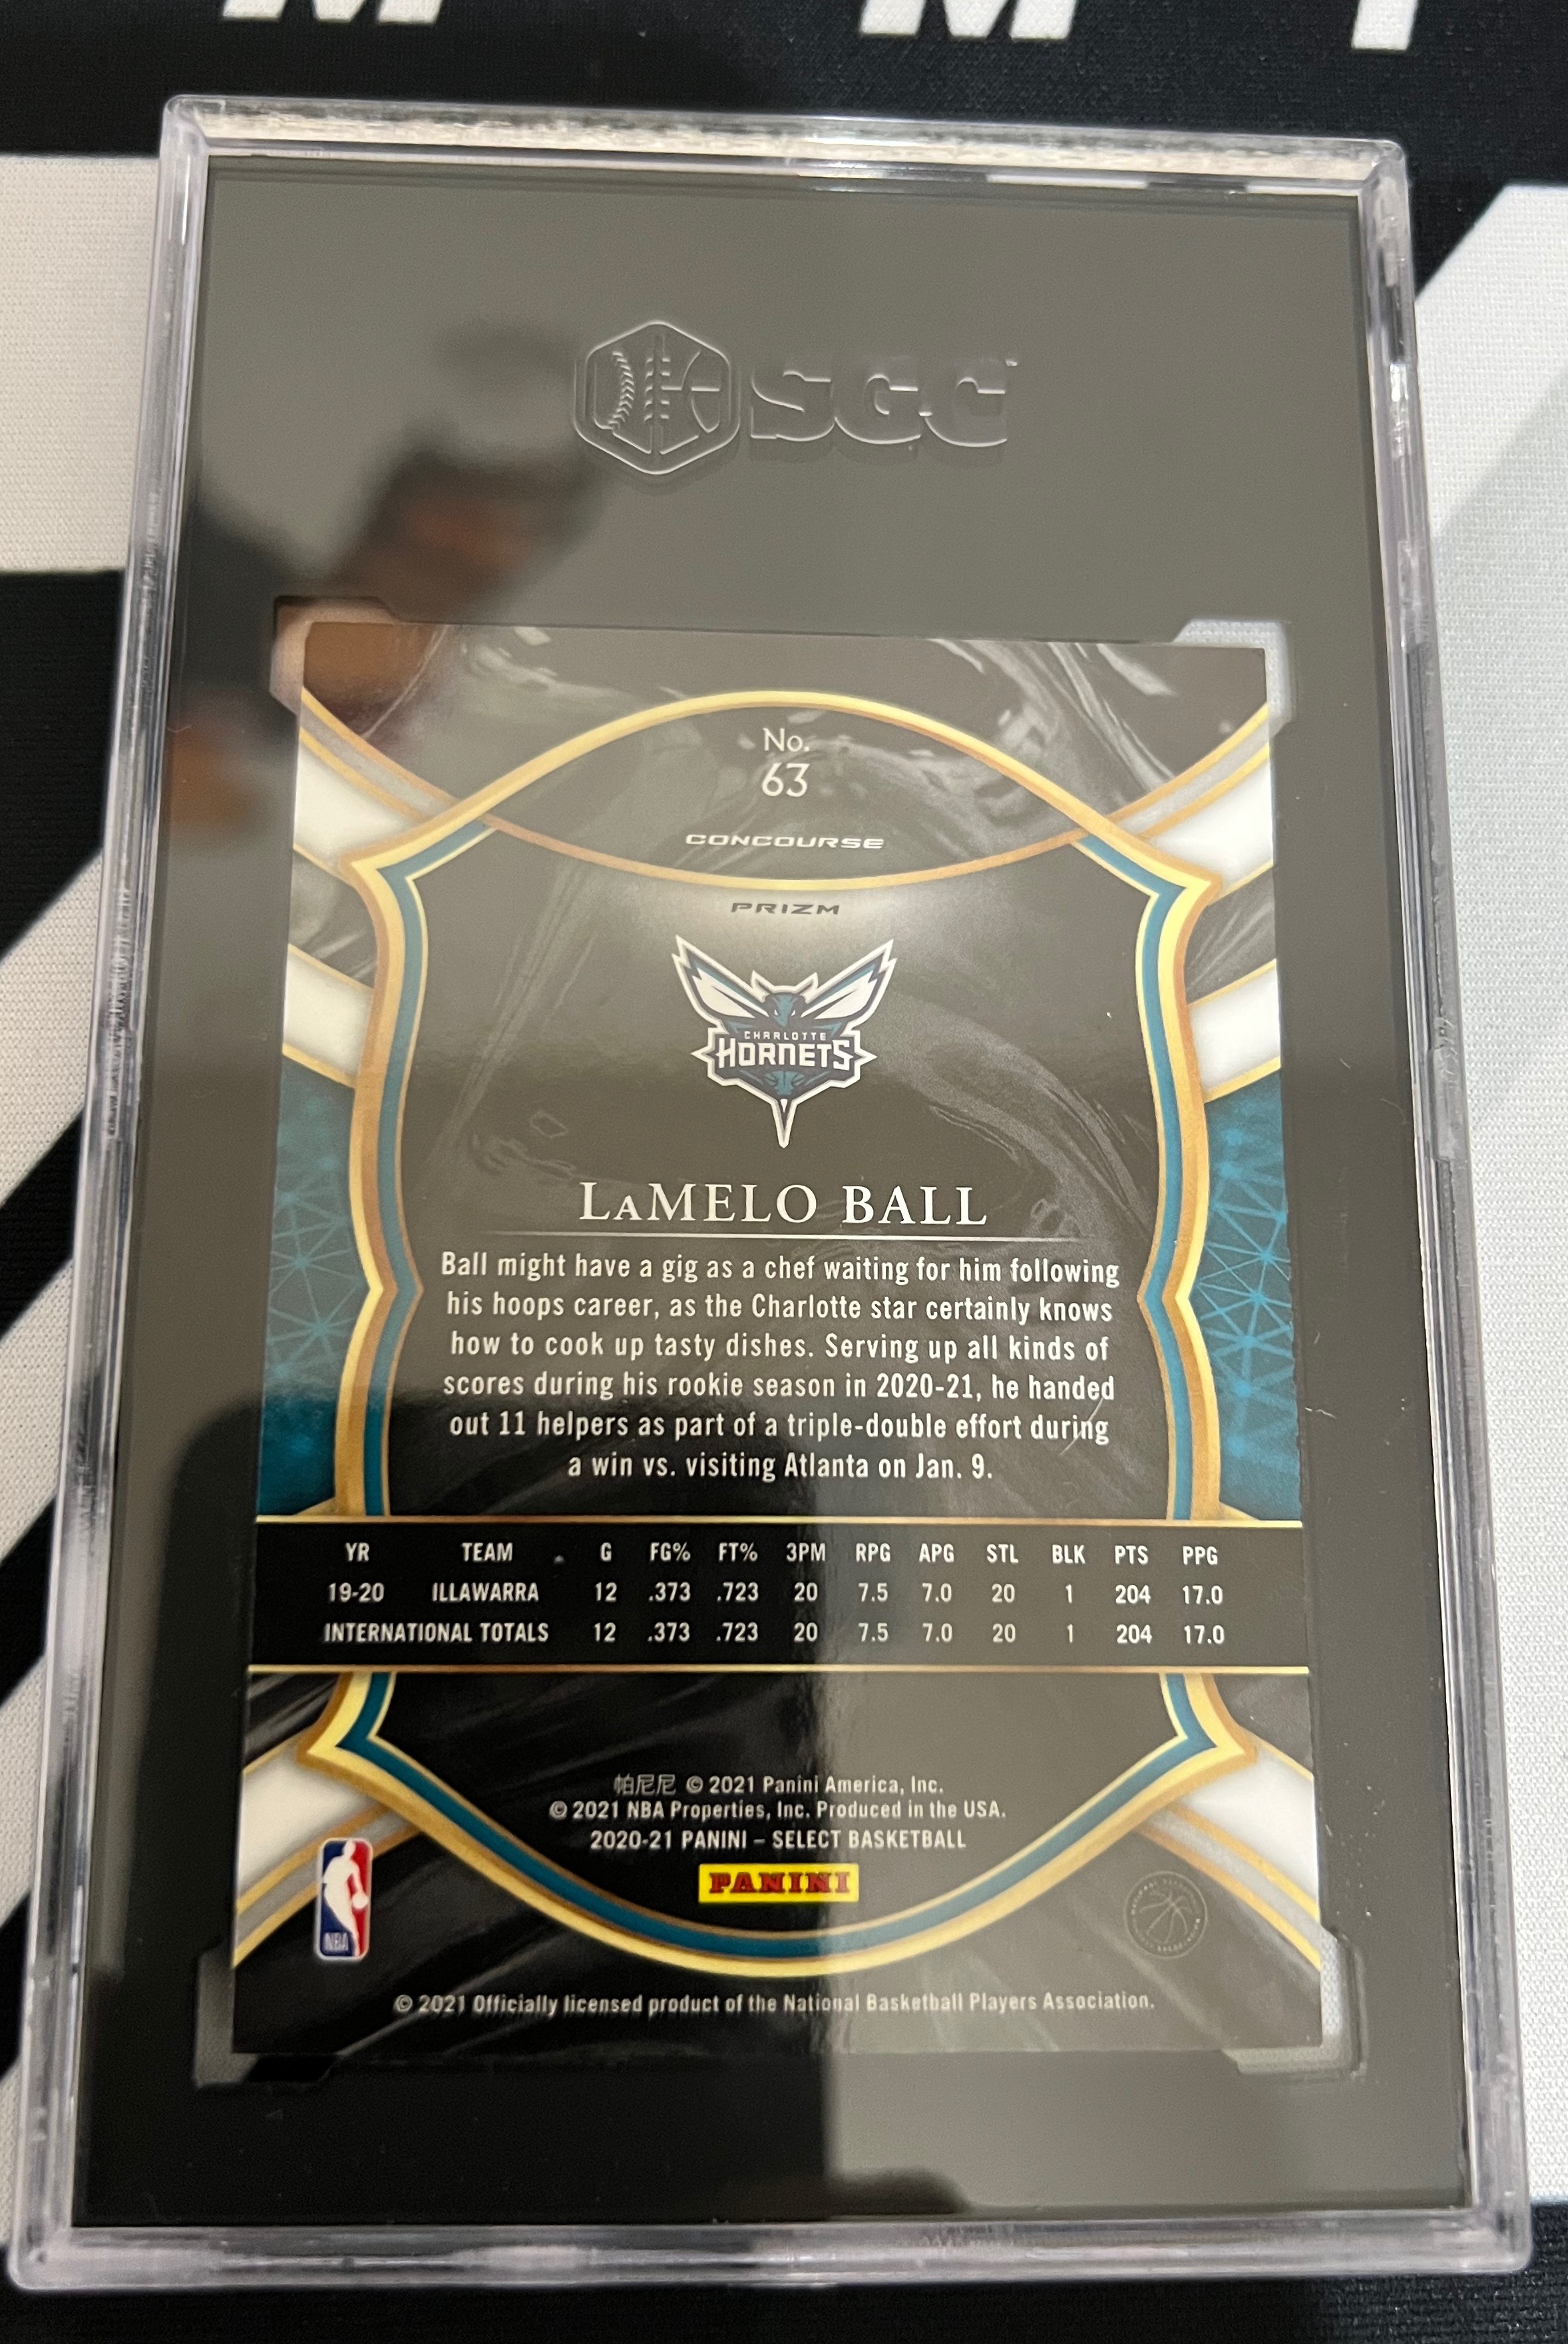 SGC
No.
63
CONCOURSE
PRIZM
CHARLOTTE
HORNETS
LaMELO BALL
Ball might have a gig as a chef waiting for him following
his hoops career, as the Charlotte star certainly knows
how to cook up tasty dishes. Serving up all kinds of
scores during his rookie season in 2020-21, he handed
out 11 helpers as part of a triple-double effort during
a win vs. visiting Atlanta on Jan. 9.
YR TEAM G FG% FT% 3PM RPG APG STL BLK PTS PPG
19-20 ILLAWARRA 12 .373 .723 20 7.5 7.0 20 1 204 17.0
INTERNATIONAL TOTALS 12 .373 .723 20 7.5 7.0 20 1 204 17.0
帕尼尼 © 2021 Panini America, Inc.
© 2021 NBA Properties, Inc. Produced in the USA.
2020-21 PANINI – SELECT BASKETBALL
PANINI
NBA
© 2021 Officially licensed product of the National Basketball Players Association.